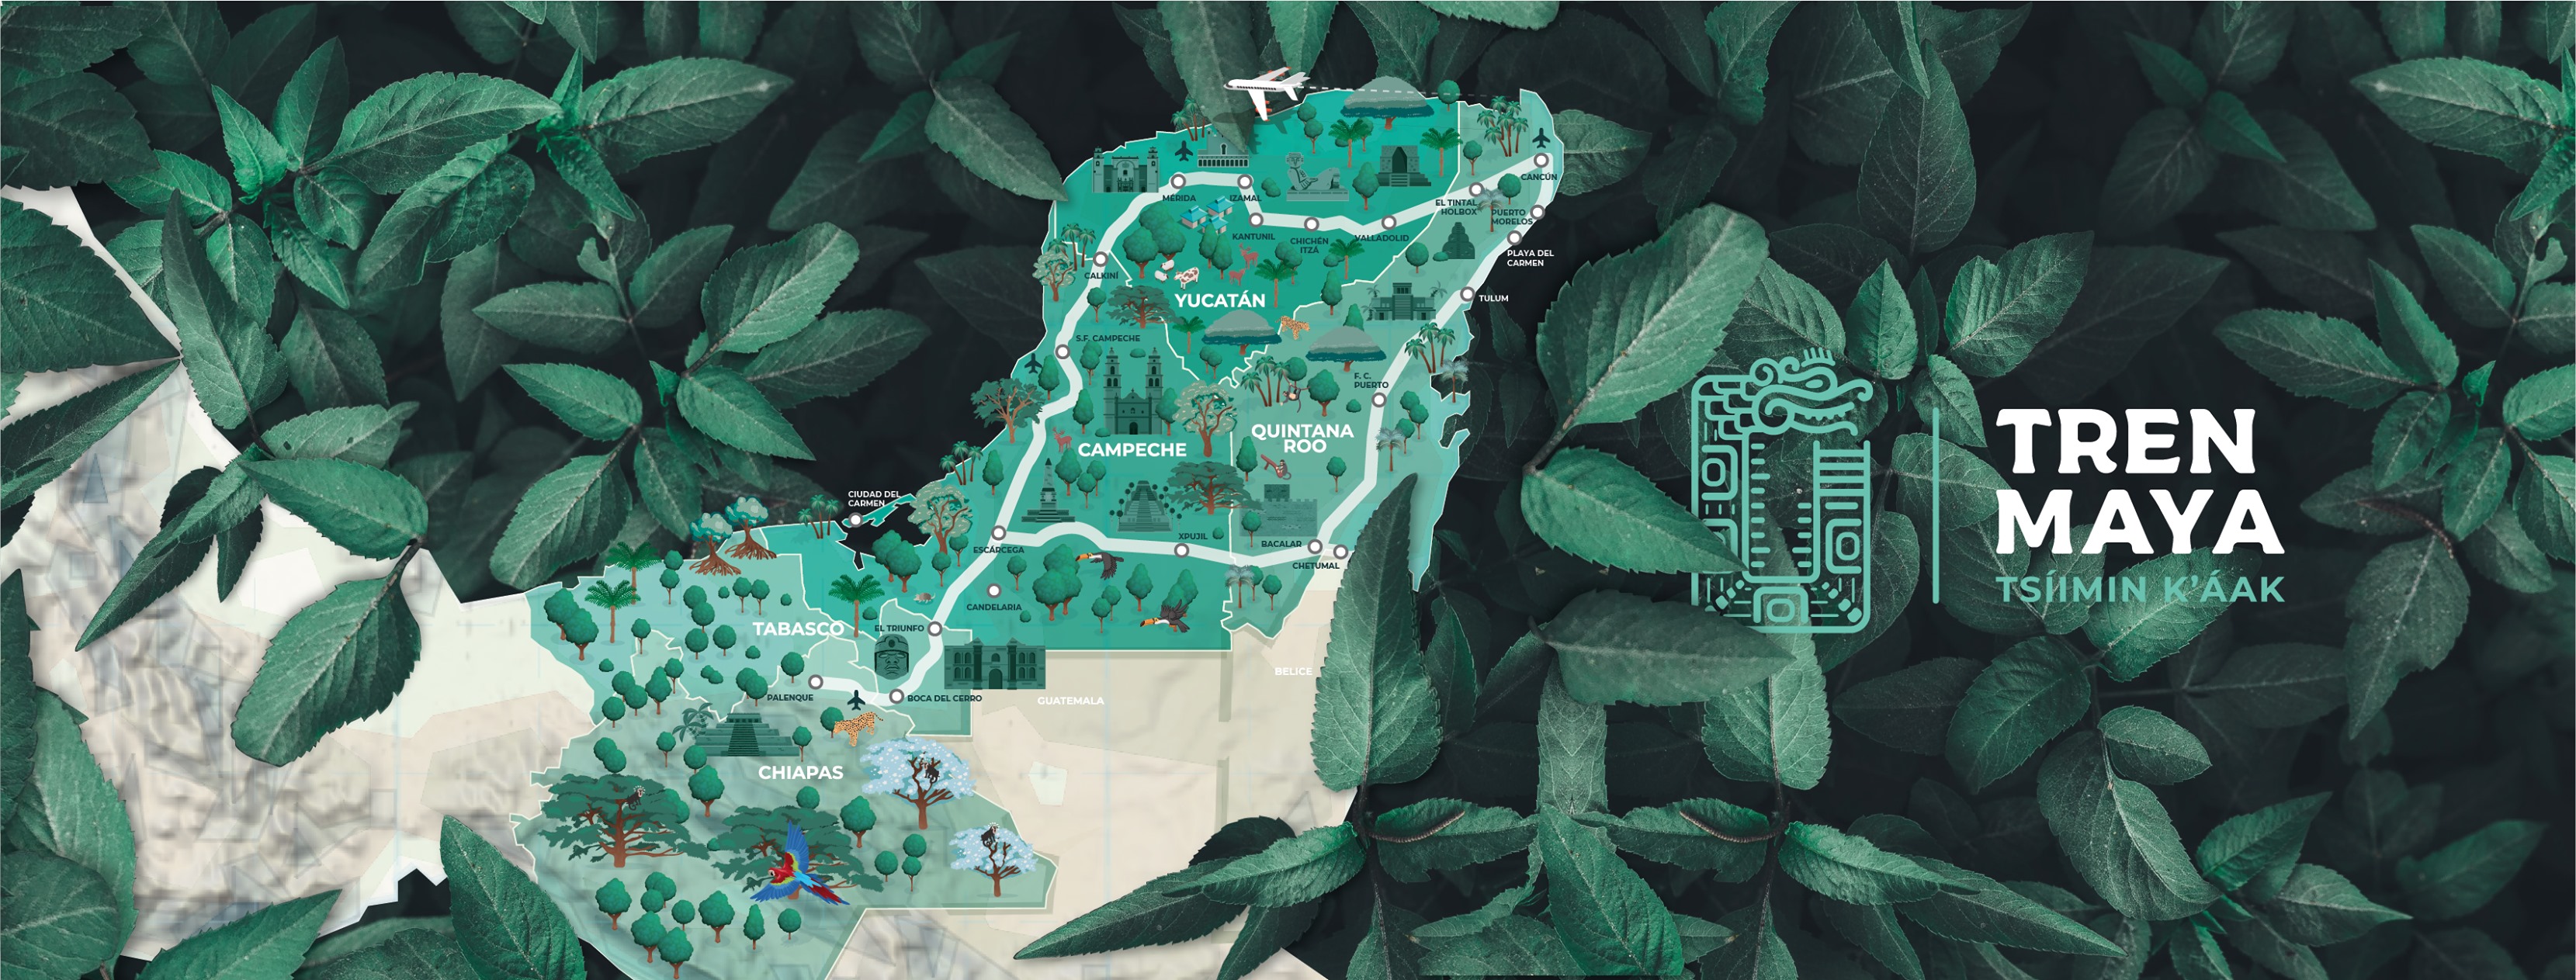 MÉRIDA
IZAMAL
KANTUNIL
CHICHÉN
ITZÁ
VALLADOLID
EL TINTAL
HOLBOX
CANCÚN
PUERTO
MORELOS
PLAYA DEL
CARMEN
TULUM
CALKINÍ
YUCATÁN
S.F. CAMPECHE
F. C.
PUERTO
CAMPECHE
QUINTANA
ROO
CIUDAD DEL
CARMEN
ESCÁRCEGA
XPUJIL
BACALAR
CHETUMAL
CANDELARIA
TABASCO
EL TRIUNFO
PALENQUE
BOCA DEL CERRO
GUATEMALA
BELICE
CHIAPAS
TREN
MAYA
TSÍIMIN K'ÁAK